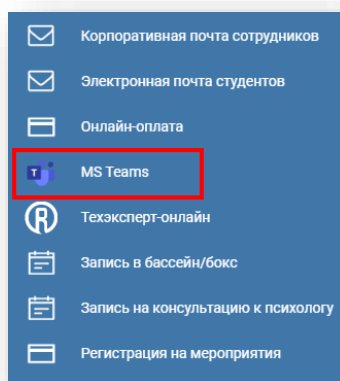 Корпоративная почта сотрудников
Электронная почта студентов
Онлайн-оплата
MS Teams
Техэксперт-онлайн
Запись в бассейн/бокс
Запись на консультацию к психологу
Регистрация на мероприятия